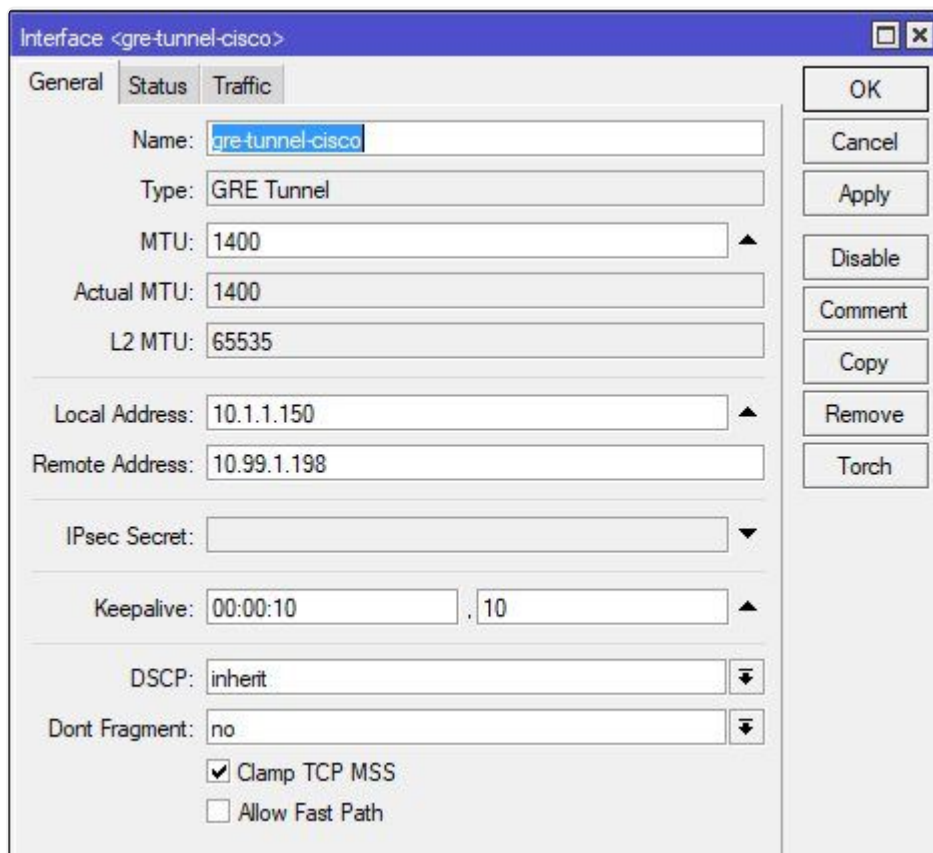 Interface <gre-tunnel-cisco>
General Status Traffic
Name: gre-tunnel-cisco
Type: GRE Tunnel
MTU: 1400
Actual MTU: 1400
L2 MTU: 65535
Local Address: 10.1.1.150
Remote Address: 10.99.1.198
IPsec Secret:
Keepalive: 00:00:10 , 10
DSCP: inherit
Dont Fragment: no
Clamp TCP MSS
Allow Fast Path
OK
Cancel
Apply
Disable
Comment
Copy
Remove
Torch